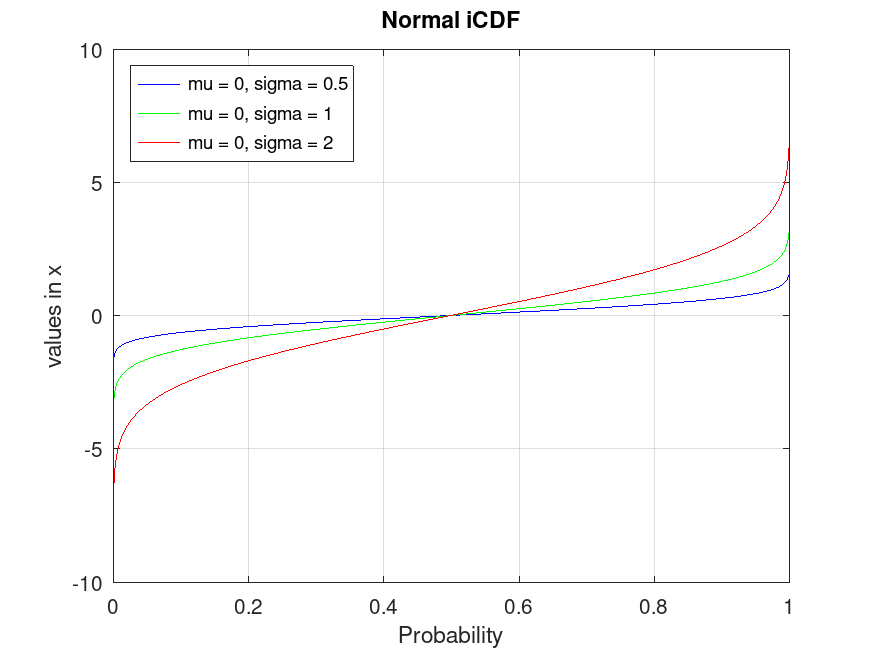 Normal iCDF
10
mu = 0, sigma = 0.5
mu = 0, sigma = 1
mu = 0, sigma = 2
5
values in x
0
-5
-10
0 0.2 0.4 0.6 0.8 1
Probability